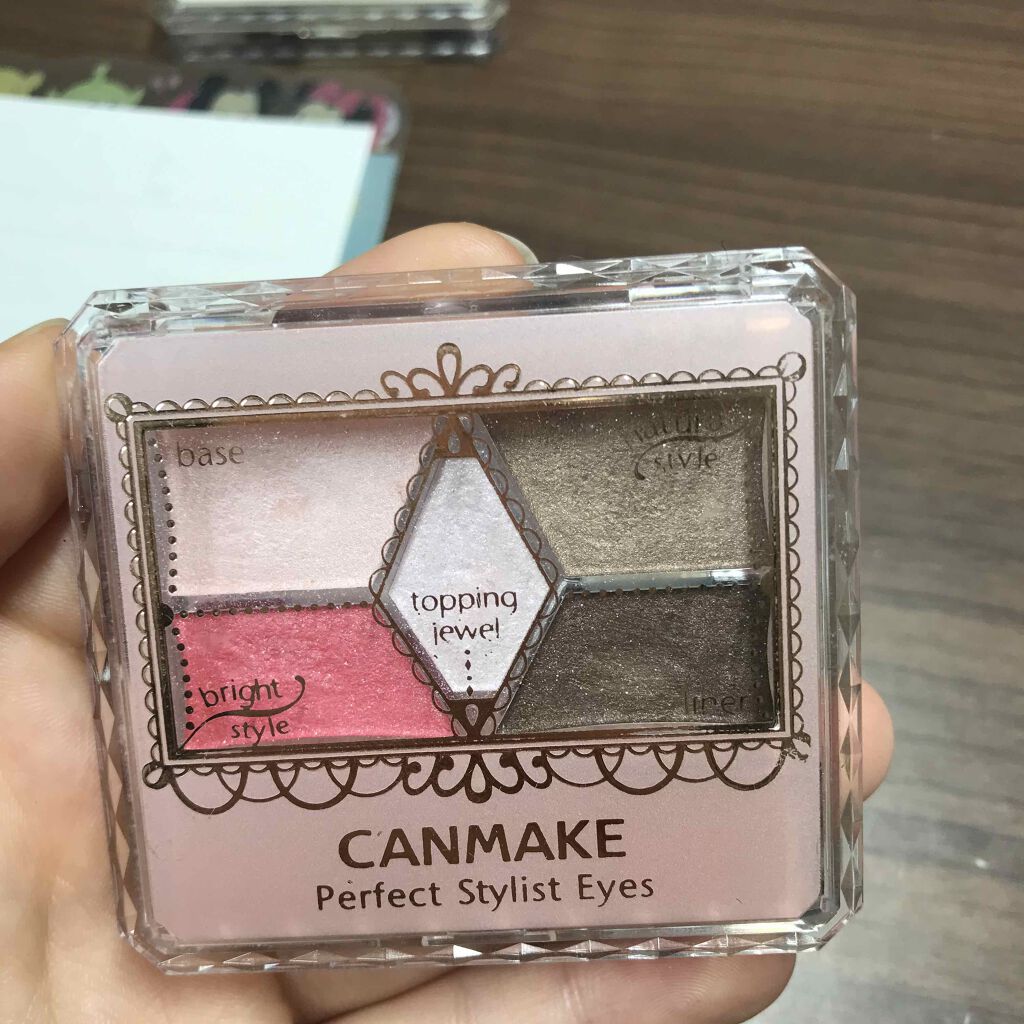 base
natural
style
topping
jewel
bright
style
liner
CANMAKE
Perfect Stylist Eyes